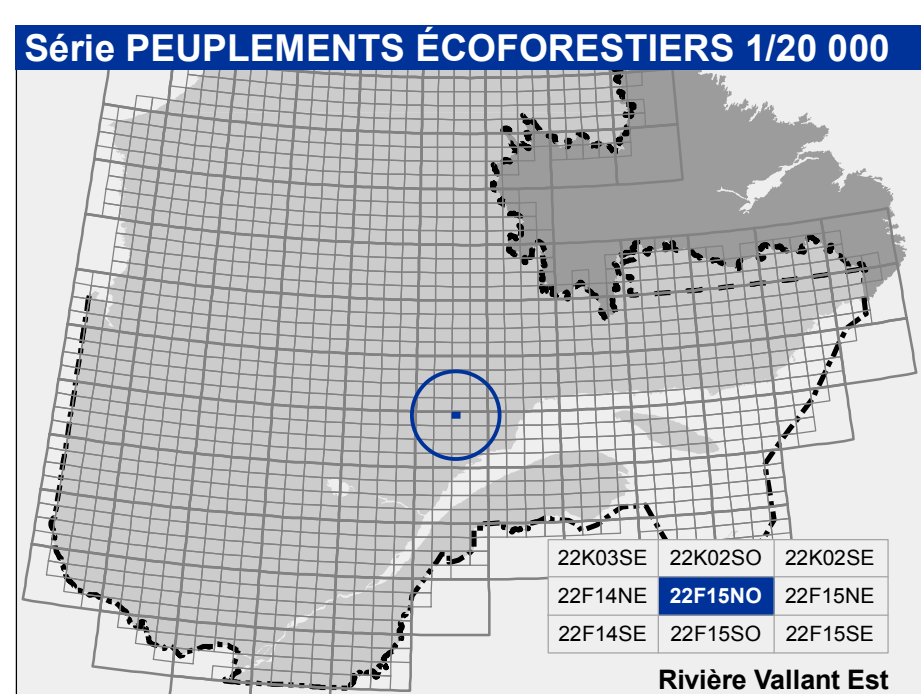 Série PEUPLEMENTS ÉCOFORESTIERS 1/20 000
22K03SE 22K02SO 22K02SE
22F14NE 22F15NO 22F15NE
22F14SE 22F15SO 22F15SE
Rivière Vallant Est